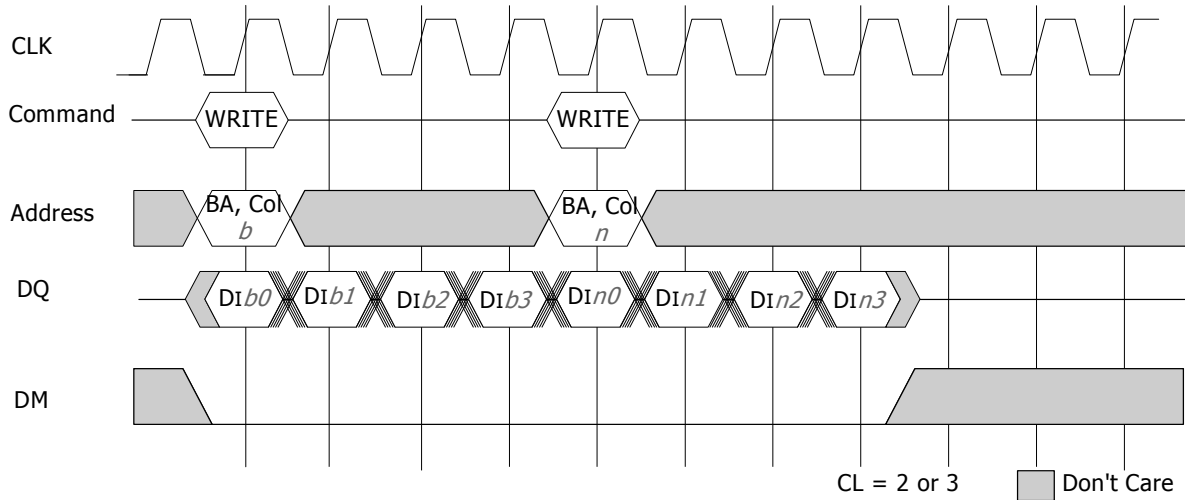 CLK
Command
WRITE
WRITE
Address
BA, Col
b
BA, Col
n
DQ
DIb0
DIb1
DIb2
DIb3
DIn0
DIn1
DIn2
DIn3
DM
CL = 2 or 3
Don't Care